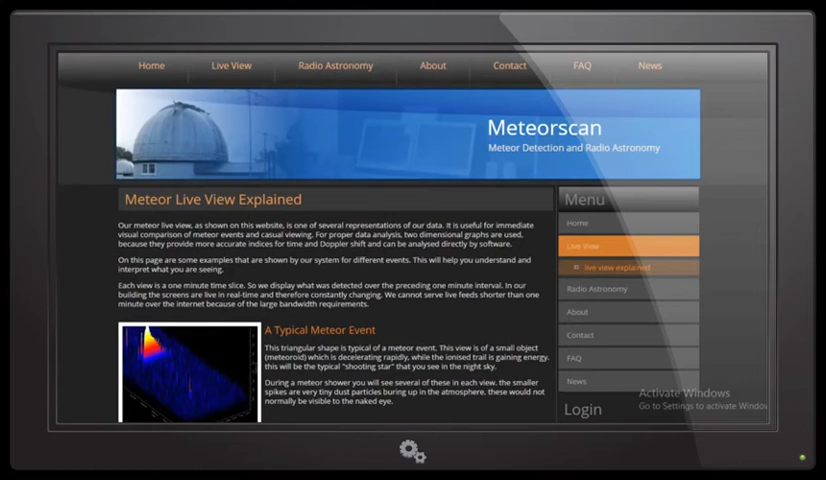 Home Live View Radio Astronomy About Contact FAQ News
Meteorscan
Meteor Detection and Radio Astronomy
Meteor Live View Explained
Our meteor live view, as shown on this website, is one of several representations of our data. It is useful for immediate
visual comparison of meteor events and casual viewing. For proper data analysis, two dimensional graphs are used,
because they provide more accurate indices for time and Doppler shift and can be analysed directly by software.
On this page are some examples that are shown by our system for different events. This will help you understand and
interpret what you are seeing.
Each view is a one minute time slice. So we display what was detected over the preceding one minute interval. In our
building the screens are live in real-time and therefore constantly changing. We cannot serve live feeds shorter than one
minute over the internet because of the large bandwidth requirements.
A Typical Meteor Event
This triangular shape is typical of a meteor event. This view is of a small object
(meteoroid) which is decelerating rapidly, while the ionised trail is gaining energy.
this will be the typical "shooting star" that you see in the night sky.
During a meteor shower you will see several of these in each view. the smaller
spikes are very tiny dust particles buring up in the atmosphere. these would not
normally be visible to the naked eye.
Menu
Home
Live View
live view explained
Radio Astronomy
About
Contact
FAQ
News
Login
Activate Windows
Go to Settings to activate Window